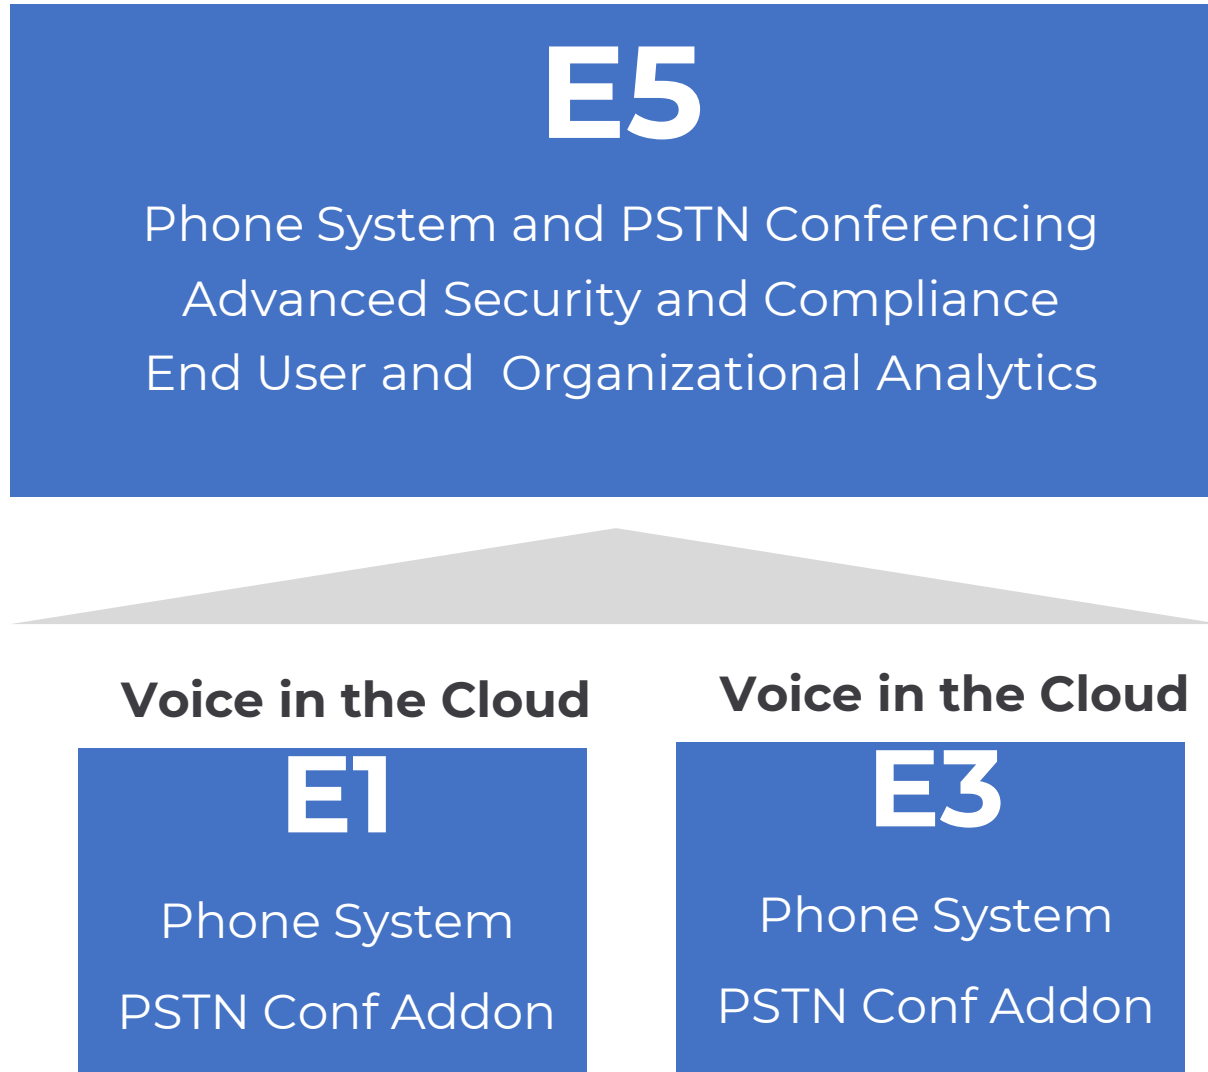 E5
Phone System and PSTN Conferencing
Advanced Security and Compliance
End User and  Organizational Analytics
Voice in the Cloud
E1
Phone System
PSTN Conf Addon
Voice in the Cloud
E3
Phone System
PSTN Conf Addon